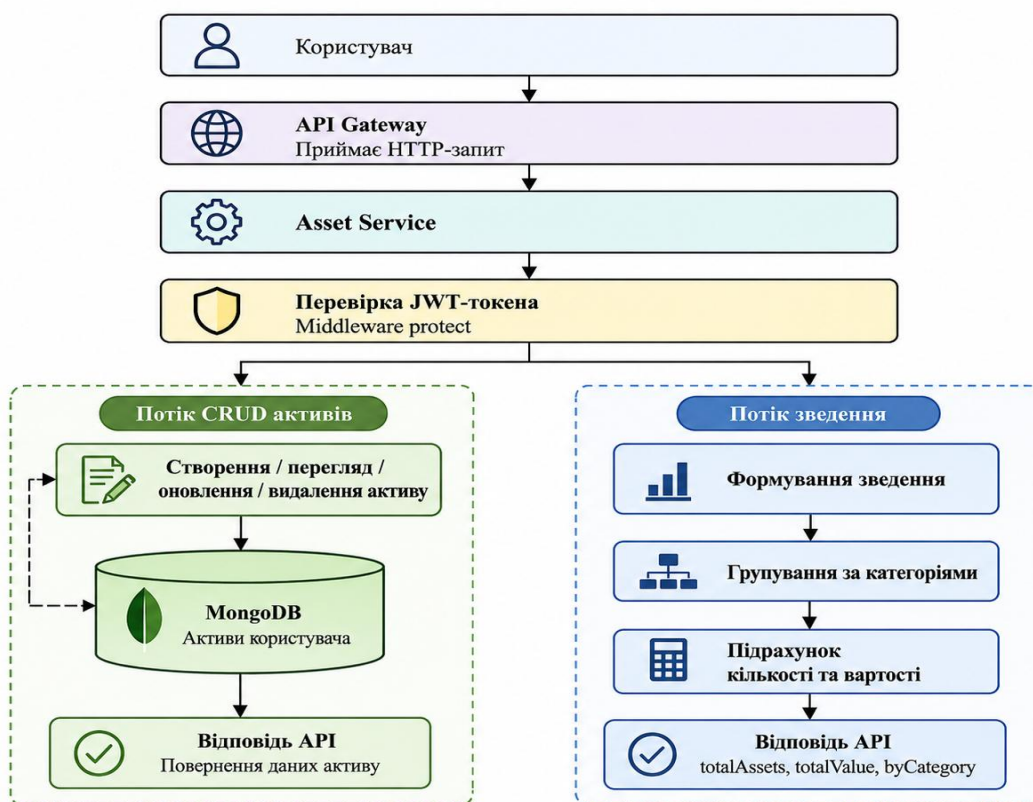 Користувач
API Gateway
Приймає HTTP-запит
Asset Service
Перевірка JWT-токена
Middleware protect
Потік CRUD активів
Створення / перегляд /
оновлення / видалення активу
MongoDB
Активи користувача
Відповідь API
Повернення даних активу
Потік зведення
Формування зведення
Групування за категоріями
Підрахунок
кількості та вартості
Відповідь API
totalAssets, totalValue, byCategory